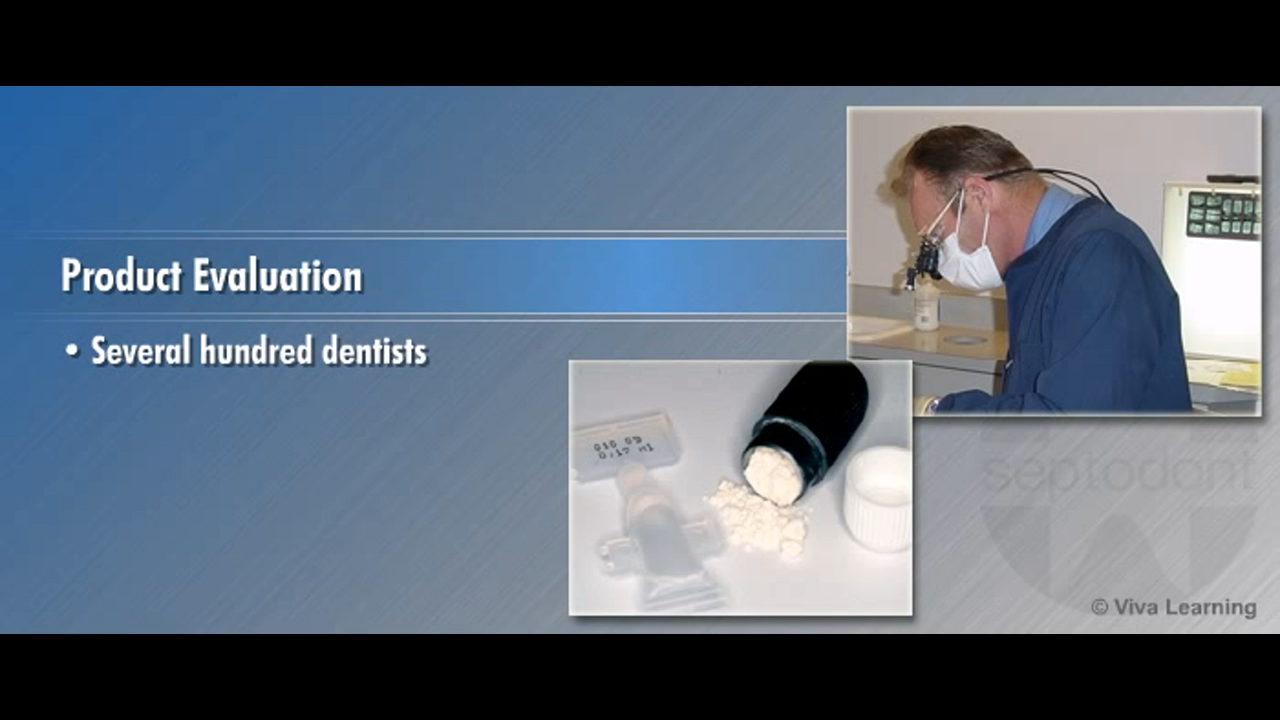 Product Evaluation
• Several hundred dentists
septodont
© Viva Learning